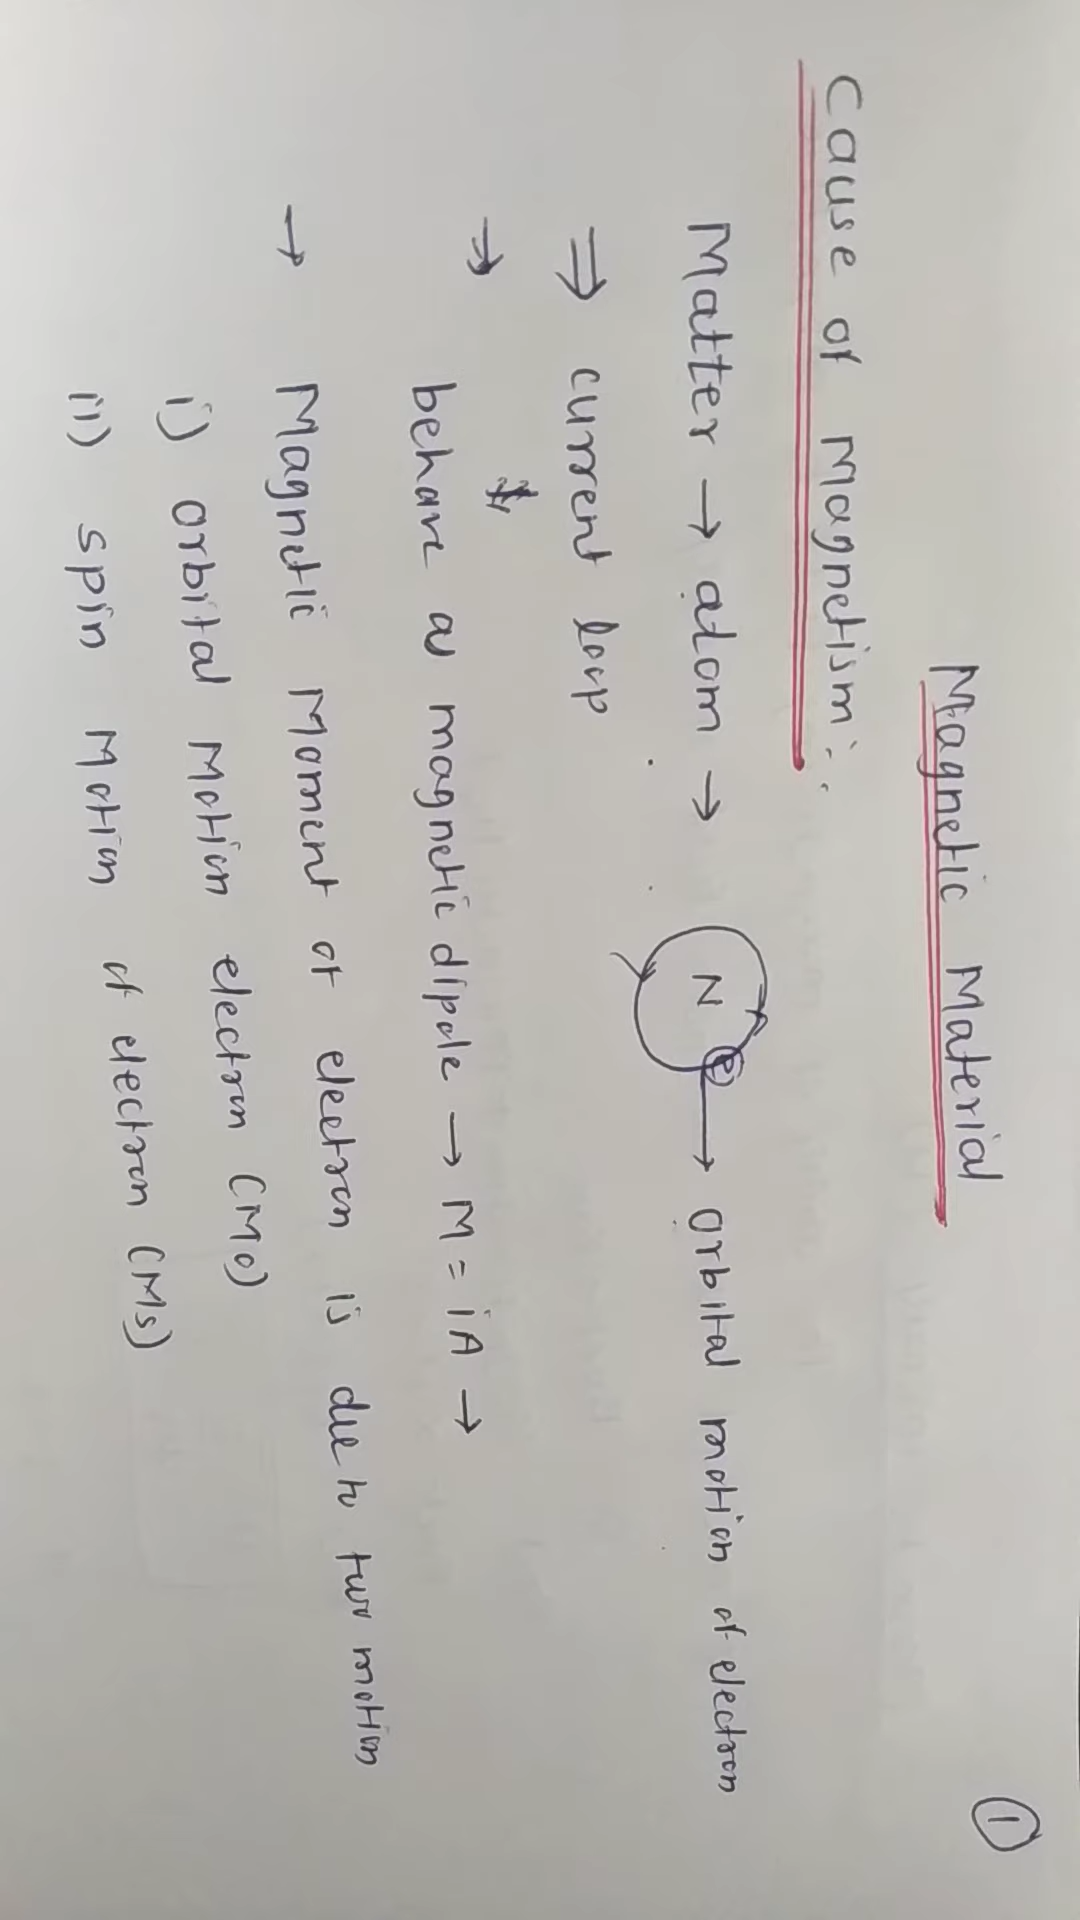 1
Magnetic Material
Cause of Magnetism:
Matter → atom → N e → orbital motion of electron
⇒ current loop
→
behave as magnetic dipole → M = iA →
→ Magnetic Moment of electron is due to two motion
i) orbital Motion electron (Mo)
ii) spin Motion of electron (Ms)